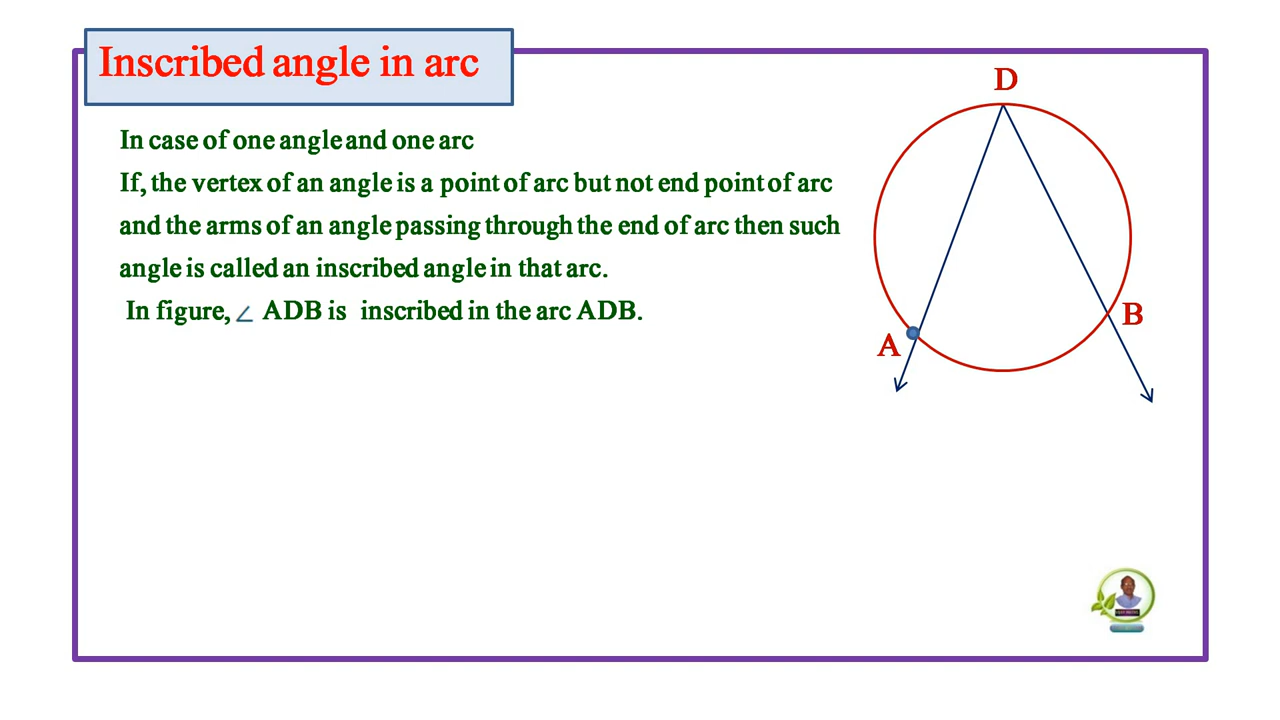 Inscribed angle in arc
In case of one angle and one arc
If, the vertex of an angle is a point of arc but not end point of arc
and the arms of an angle passing through the end of arc then such
angle is called an inscribed angle in that arc.
In figure, ∠ ADB is inscribed in the arc ADB.
D
A
B